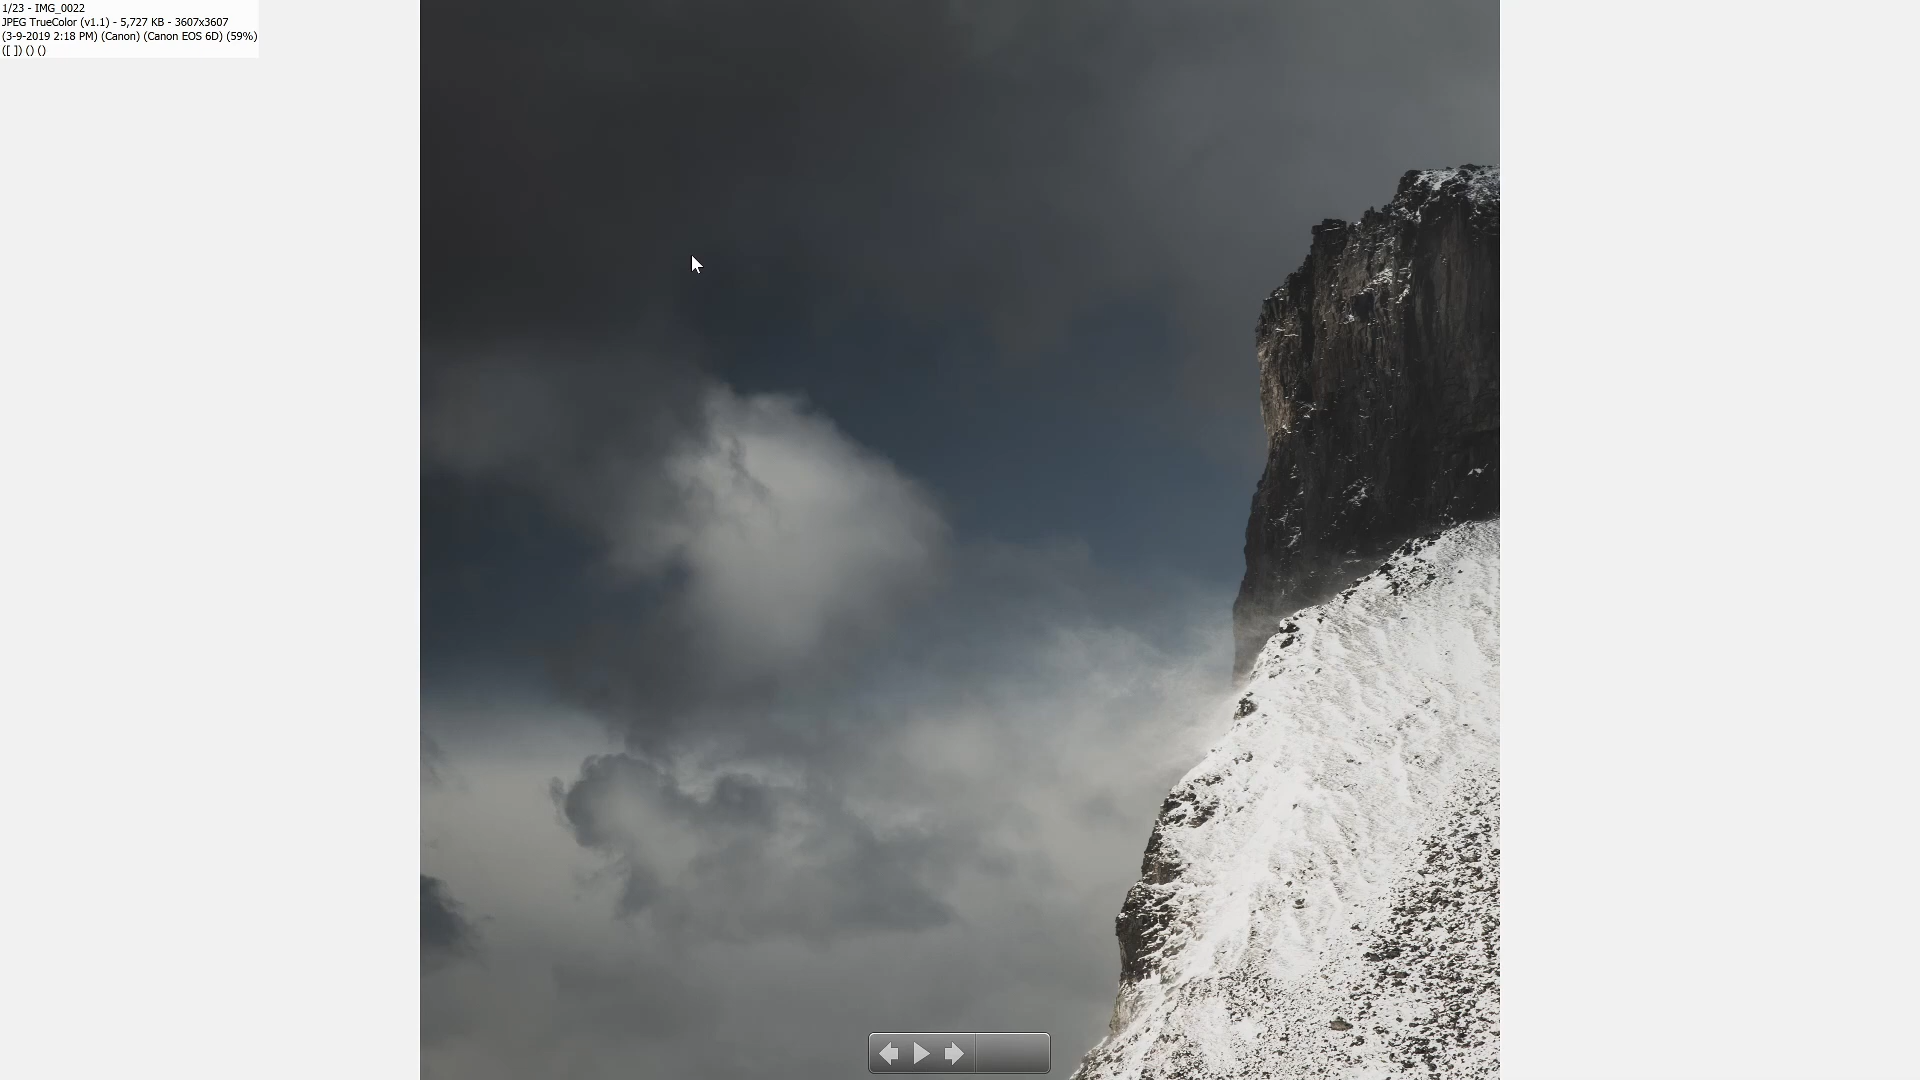 1/23 - IMG_0022
JPEG TrueColor (v1.1) - 5,727 KB - 3607x3607
(3-9-2019 2:18 PM) (Canon) (Canon EOS 6D) (59%)
([ ]) () ()